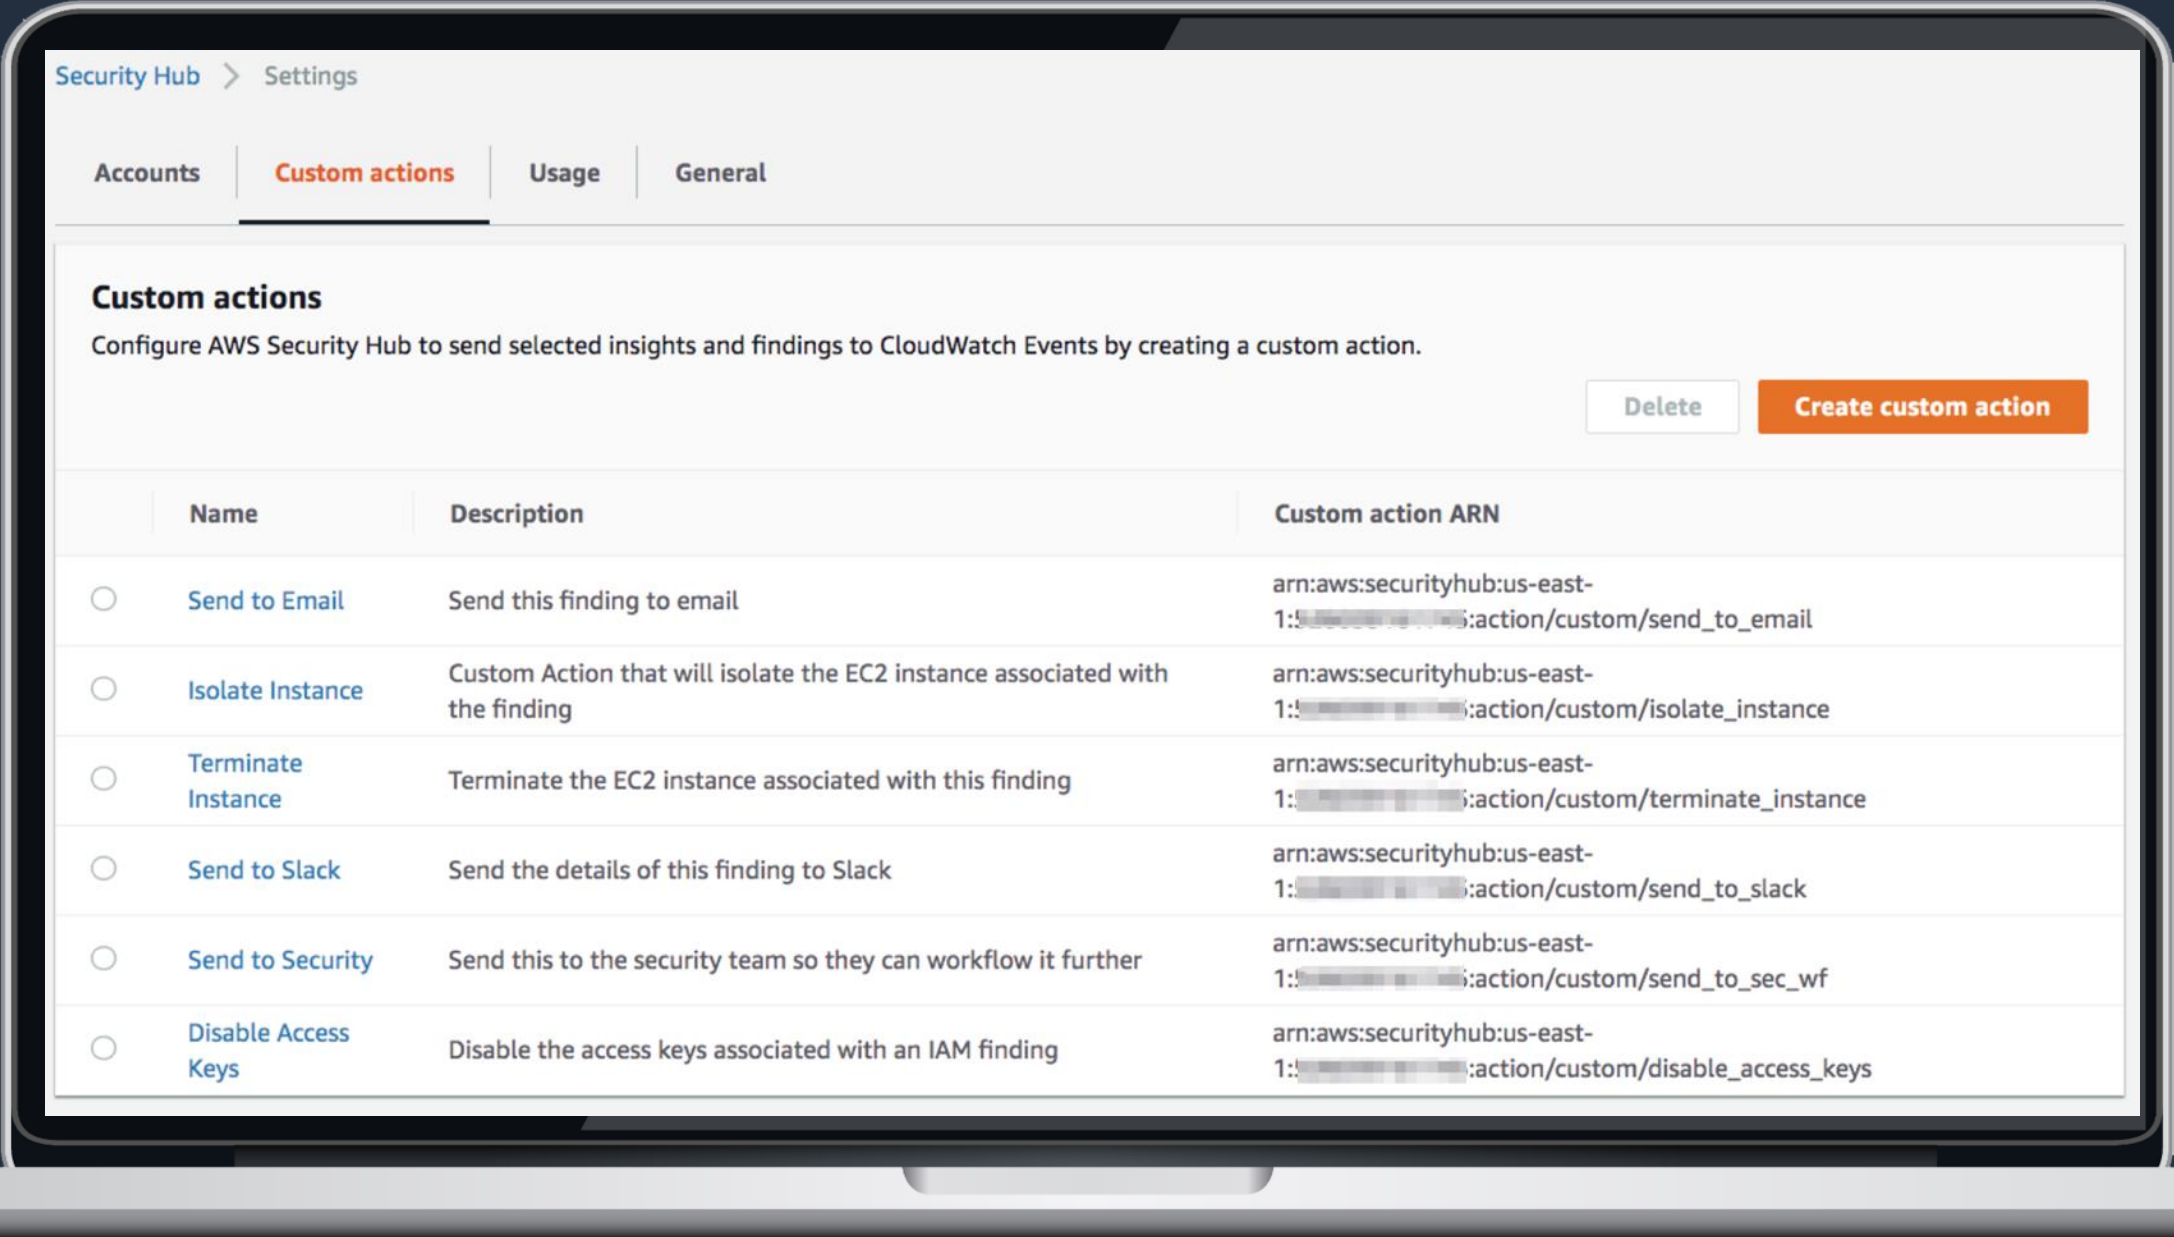 Security Hub > Settings
Accounts
Custom actions
Usage
General
Custom actions
Configure AWS Security Hub to send selected insights and findings to CloudWatch Events by creating a custom action.
Delete
Create custom action
Name
Description
Custom action ARN
Send to Email
Send this finding to email
arn:aws:securityhub:us-east-
1: :action/custom/send_to_email
Isolate Instance
Custom Action that will isolate the EC2 instance associated with
the finding
arn:aws:securityhub:us-east-
1: :action/custom/isolate_instance
Terminate
Instance
Terminate the EC2 instance associated with this finding
arn:aws:securityhub:us-east-
1: :action/custom/terminate_instance
Send to Slack
Send the details of this finding to Slack
arn:aws:securityhub:us-east-
1: :action/custom/send_to_slack
Send to Security
Send this to the security team so they can workflow it further
arn:aws:securityhub:us-east-
1: :action/custom/send_to_sec_wf
Disable Access
Keys
Disable the access keys associated with an IAM finding
arn:aws:securityhub:us-east-
1: :action/custom/disable_access_keys